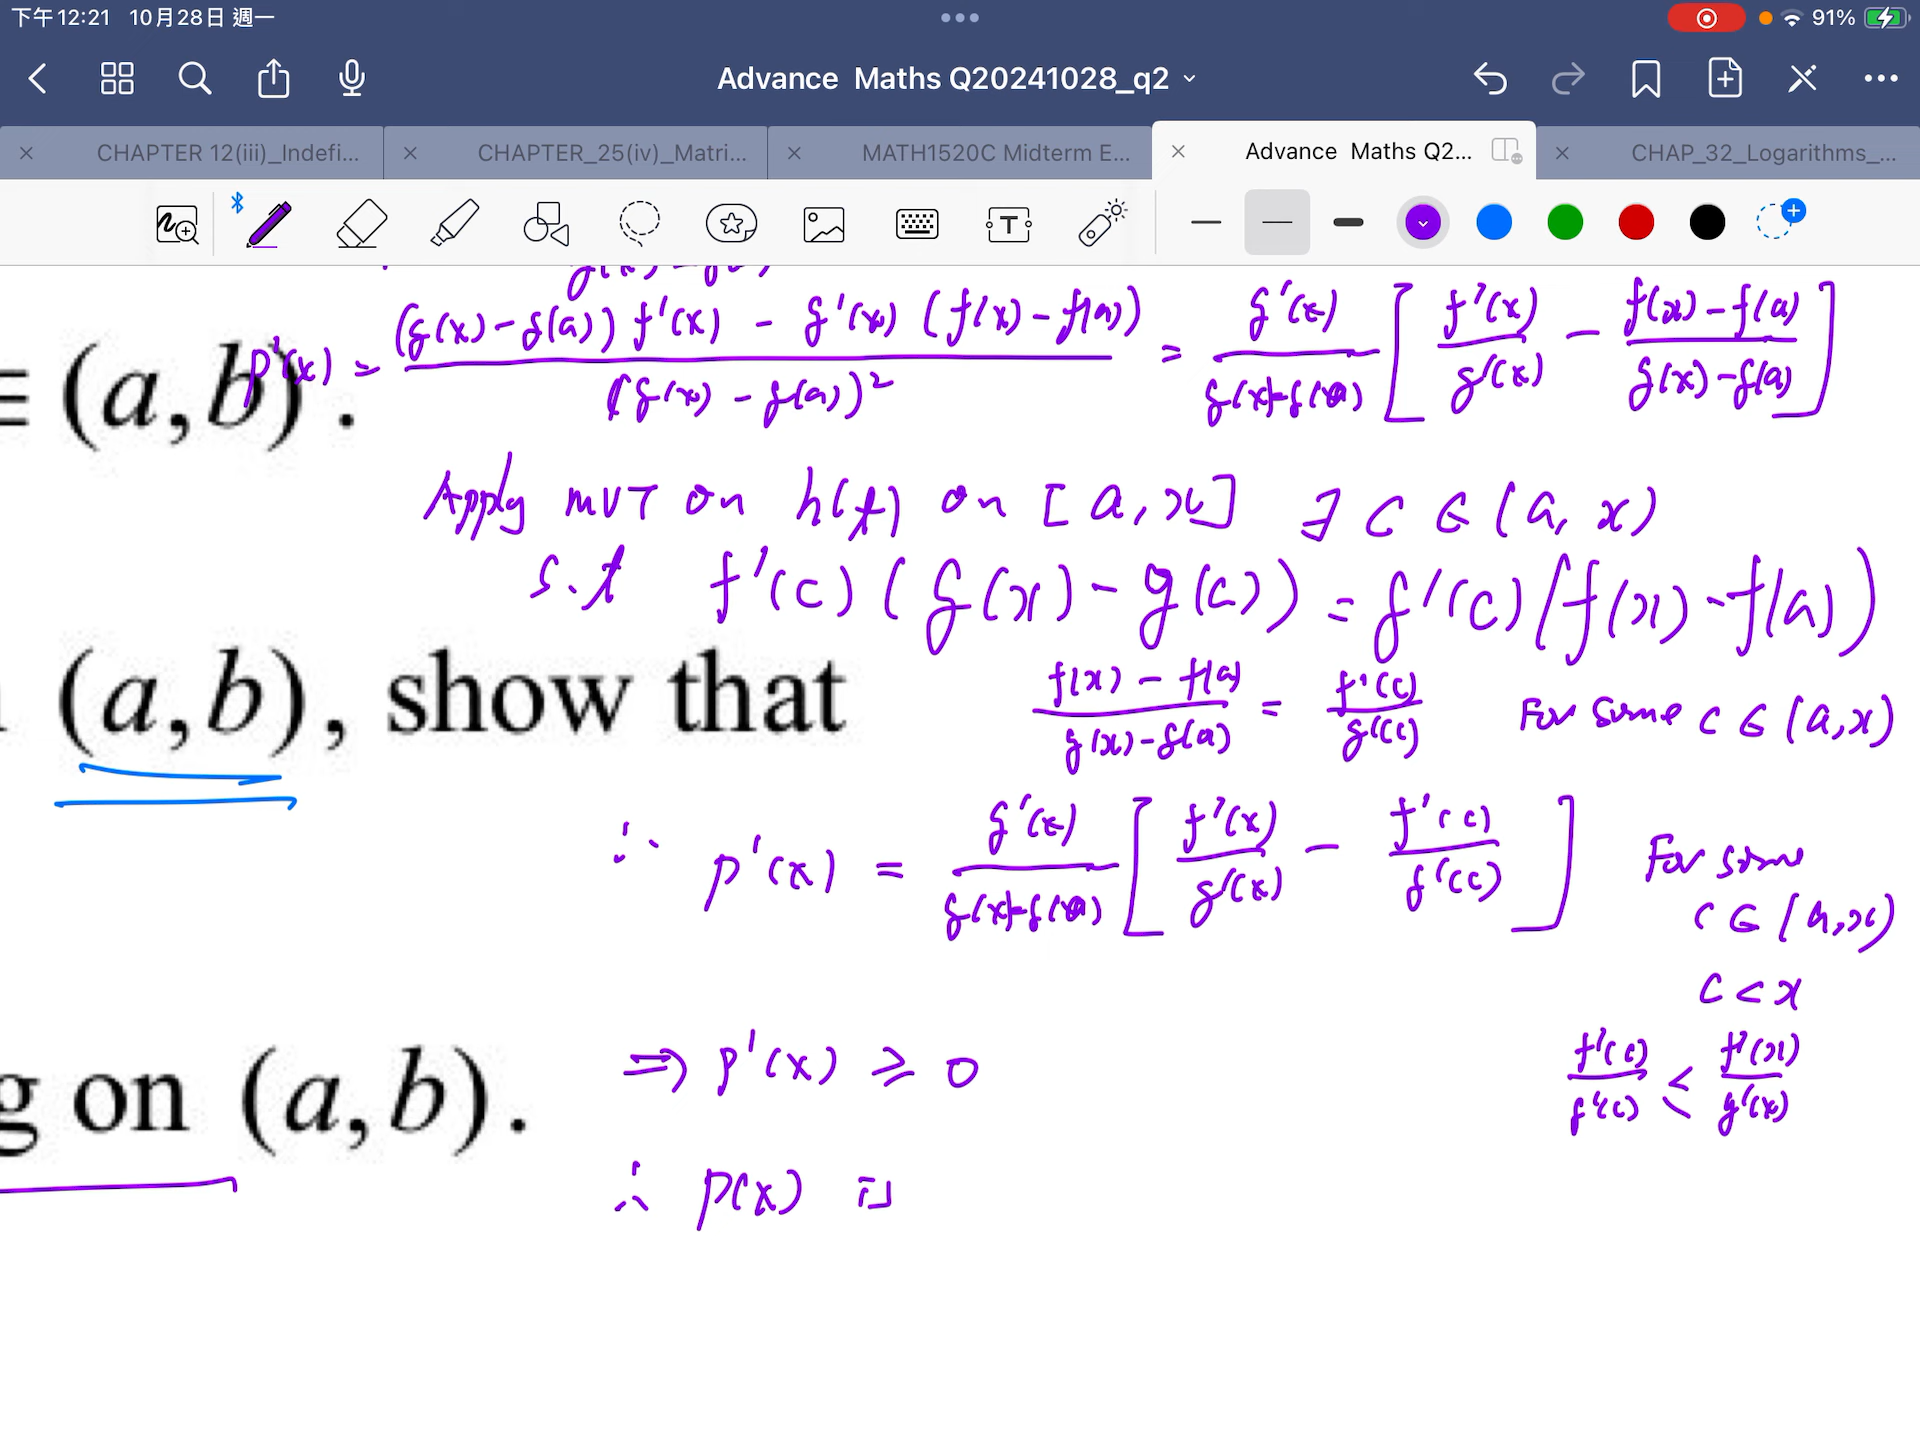 下午12:21 10月28日 週一
91%
Advance Maths Q20241028_q2
CHAPTER 12(iii)_Indefi...
CHAPTER_25(iv)_Matri...
MATH1520C Midterm E...
Advance Maths Q2...
CHAP_32_Logarithms_...
≡ (a,b).
p'(x) = ((g(x)-g(a)) f'(x) - g'(x) (f(x)-f(a))) / (g(x) - g(a))² = g'(x) / (g(x)-g(a)) [ f'(x) / g'(x) - (f(x)-f(a)) / (g(x)-g(a)) ]
Apply MVT on h(t) on [a,x] ∃ c ∈ (a,x)
s.t f'(c) (g(x) - g(a)) = g'(c) (f(x) - f(a))
(a,b), show that
(f(x) - f(a)) / (g(x)-g(a)) = f'(c) / g'(c) For some c ∈ (a,x)
∴ p'(x) = g'(x) / (g(x)-g(a)) [ f'(x) / g'(x) - f'(c) / g'(c) ] For some
c ∈ (a,x)
c < x
g on (a,b).
⇒ p'(x) ≥ 0
f'(c) / g'(c) < f'(x) / g'(x)
∴ p(x) is